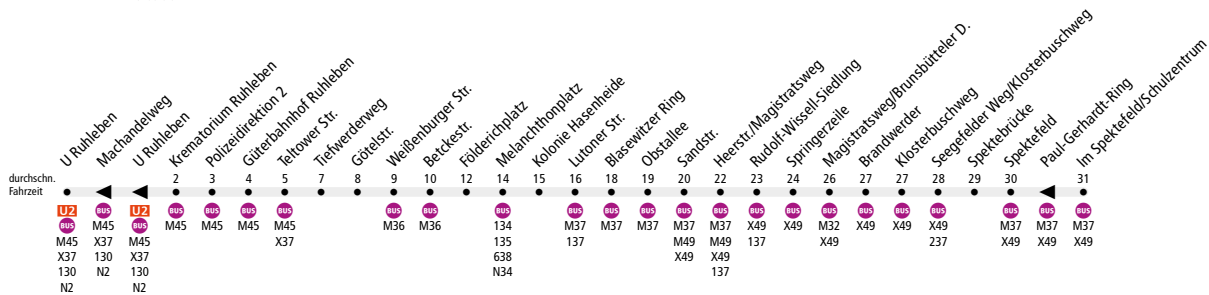 U Ruhleben
Machandelweg
U Ruhleben
Krematorium Ruhleben
Polizeidirektion 2
Güterbahnhof Ruhleben
Teltower Str.
Tiefwerderweg
Götelstr.
Weißenburger Str.
Betckestr.
Földerichplatz
Melanchthonplatz
Kolonie Hasenheide
Lutoner Str.
Blasewitzer Ring
Obstallee
Sandstr.
Heerstr./Magistratsweg
Rudolf-Wissell-Siedlung
Springerzeile
Magistratsweg/Brunsbütteler D.
Brandwerder
Klosterbuschweg
Seegefelder Weg/Klosterbuschweg
Spektebrücke
Spektefeld
Paul-Gerhardt-Ring
Im Spektefeld/Schulzentrum
durchschn. 2 3 4 5 7 8 9 10 12 14 15 16 18 19 20 22 23 24 26 27 27 28 29 30 31
Fahrzeit
U2 BUS U2 BUS BUS BUS BUS BUS BUS BUS BUS BUS BUS BUS BUS BUS BUS BUS BUS BUS BUS BUS BUS
BUS M45 BUS M45 M45 M45 M45 M36 M36 134 M37 M37 M37 M37 M37 X49 X49 M32 X49 X49 X49 M37 M37 M37
M45 X37 M45 X37 135 137 M49 M49 137 X49 237 X49 X49 X49
X37 130 X37 638 X49 X49
130 N2 130 N34 137
N2 N2